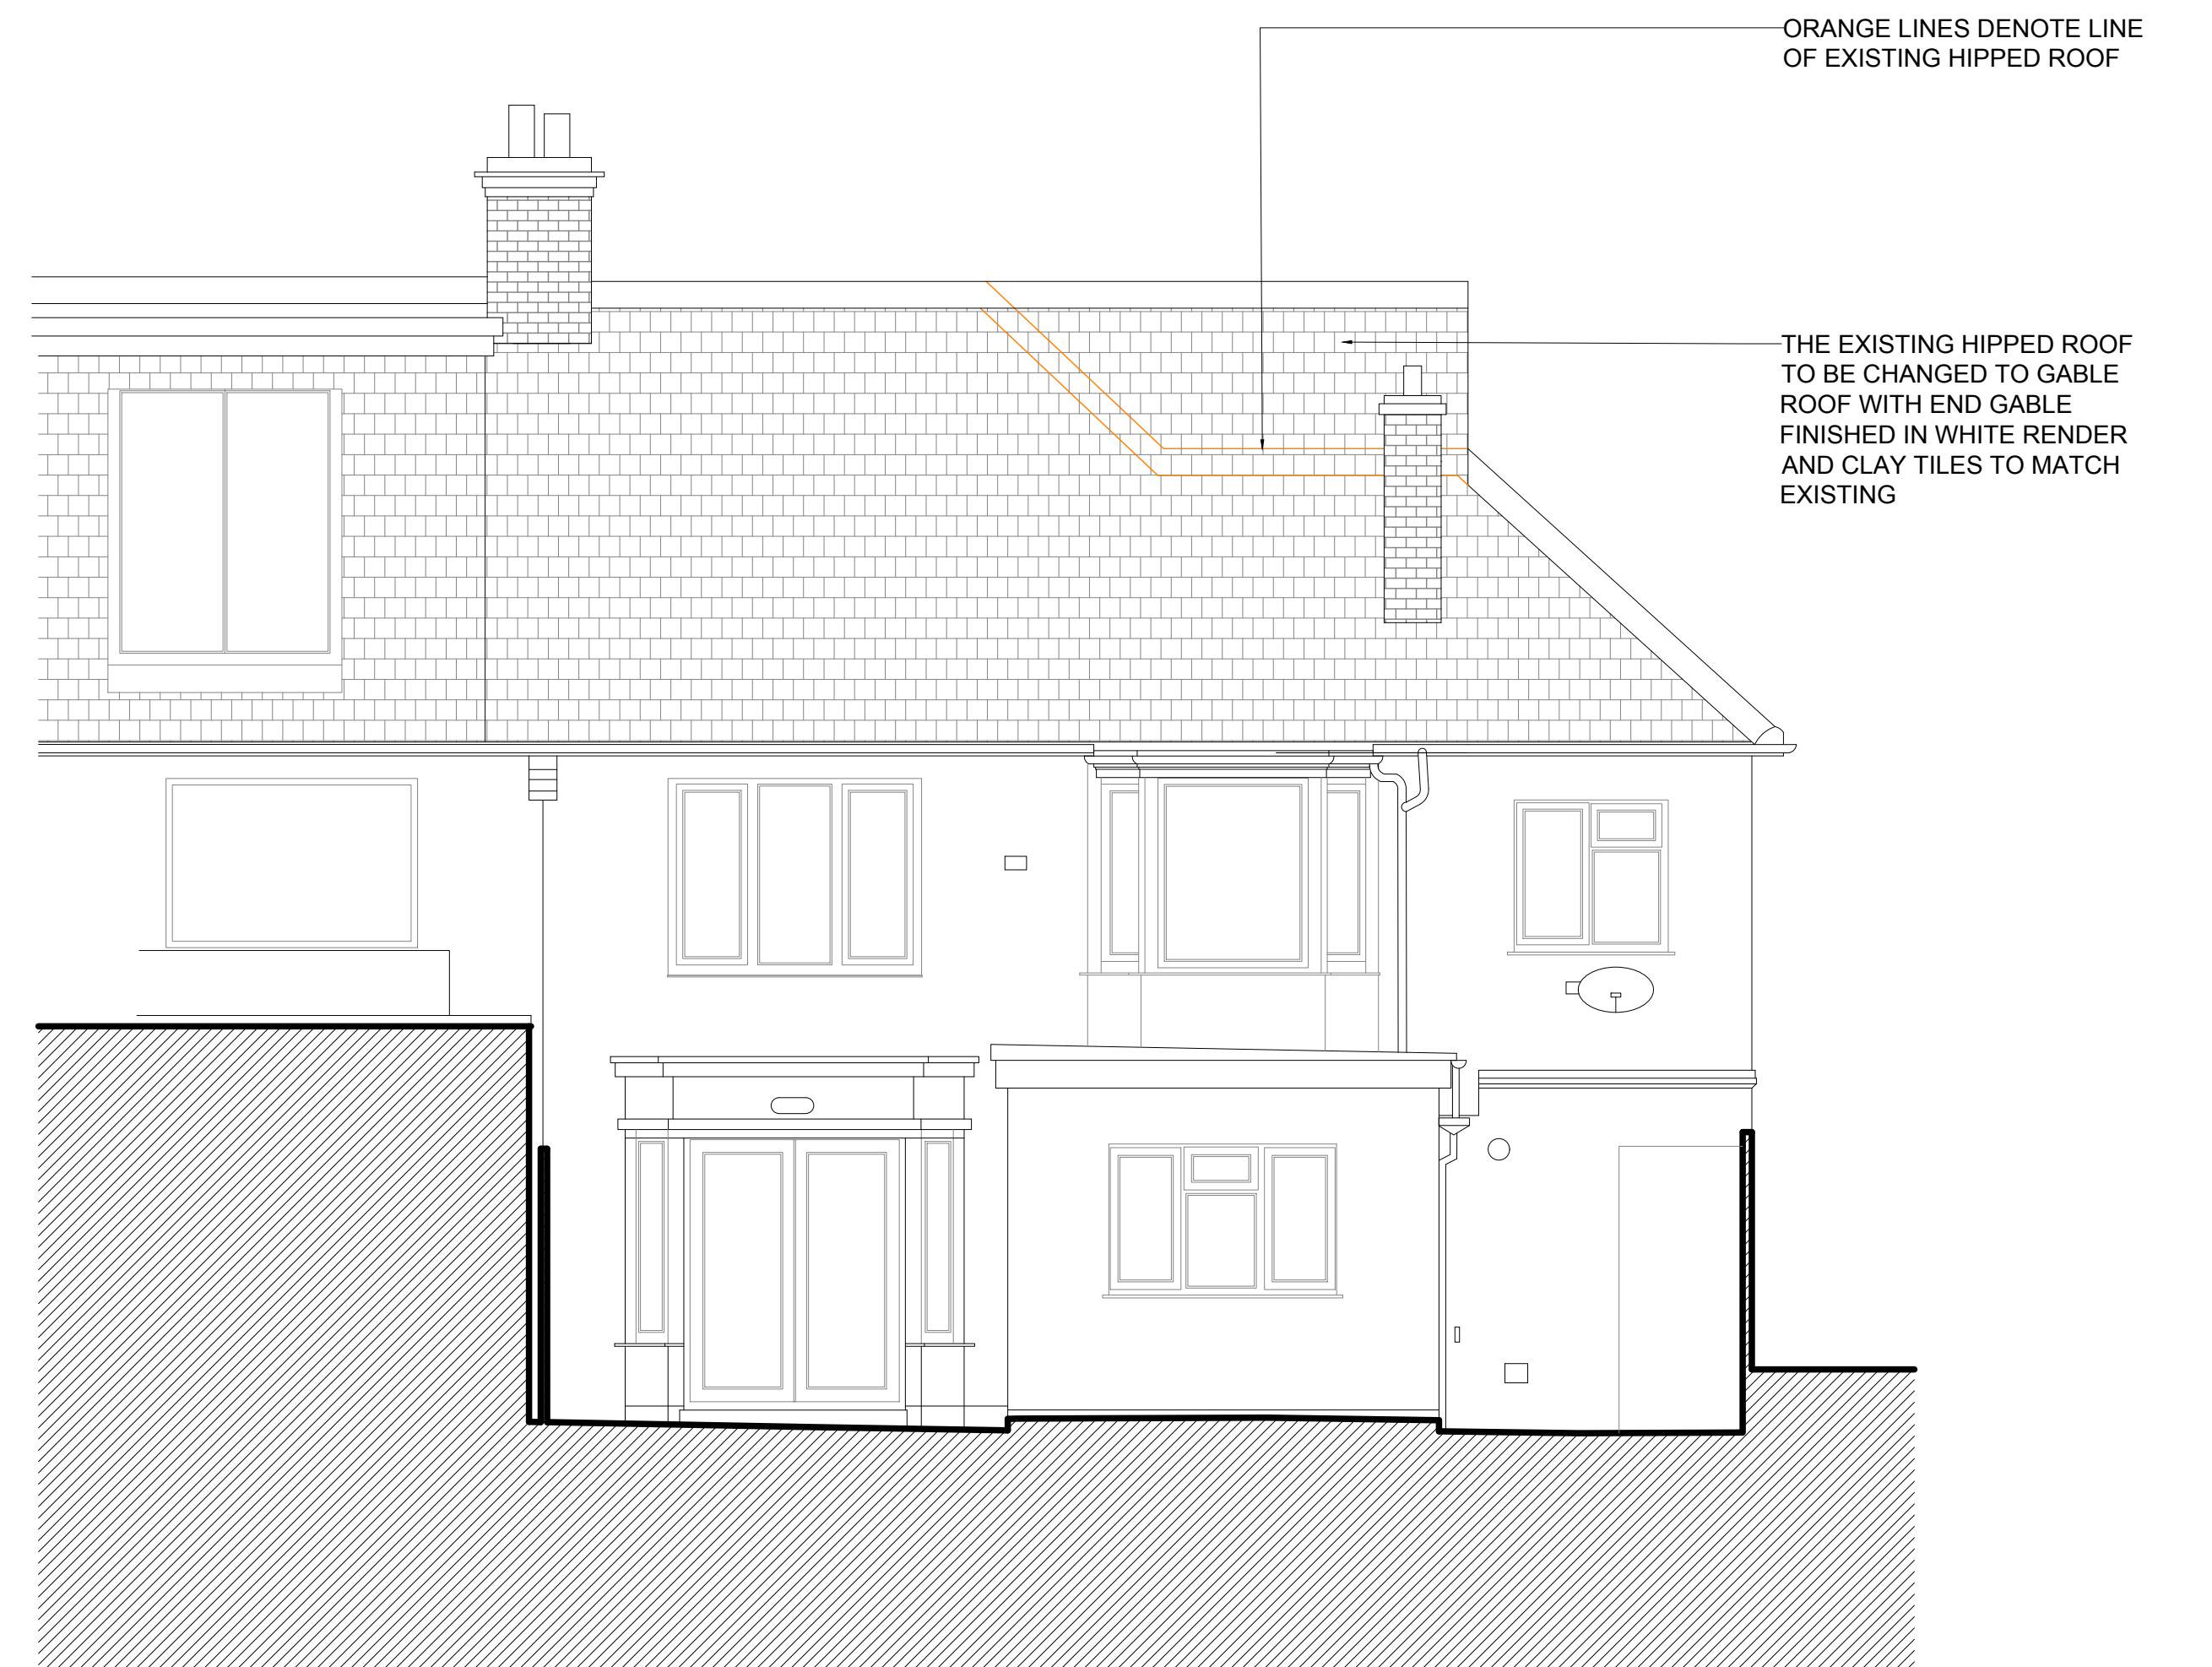 ORANGE LINES DENOTE LINE
OF EXISTING HIPPED ROOF
THE EXISTING HIPPED ROOF
TO BE CHANGED TO GABLE
ROOF WITH END GABLE
FINISHED IN WHITE RENDER
AND CLAY TILES TO MATCH
EXISTING